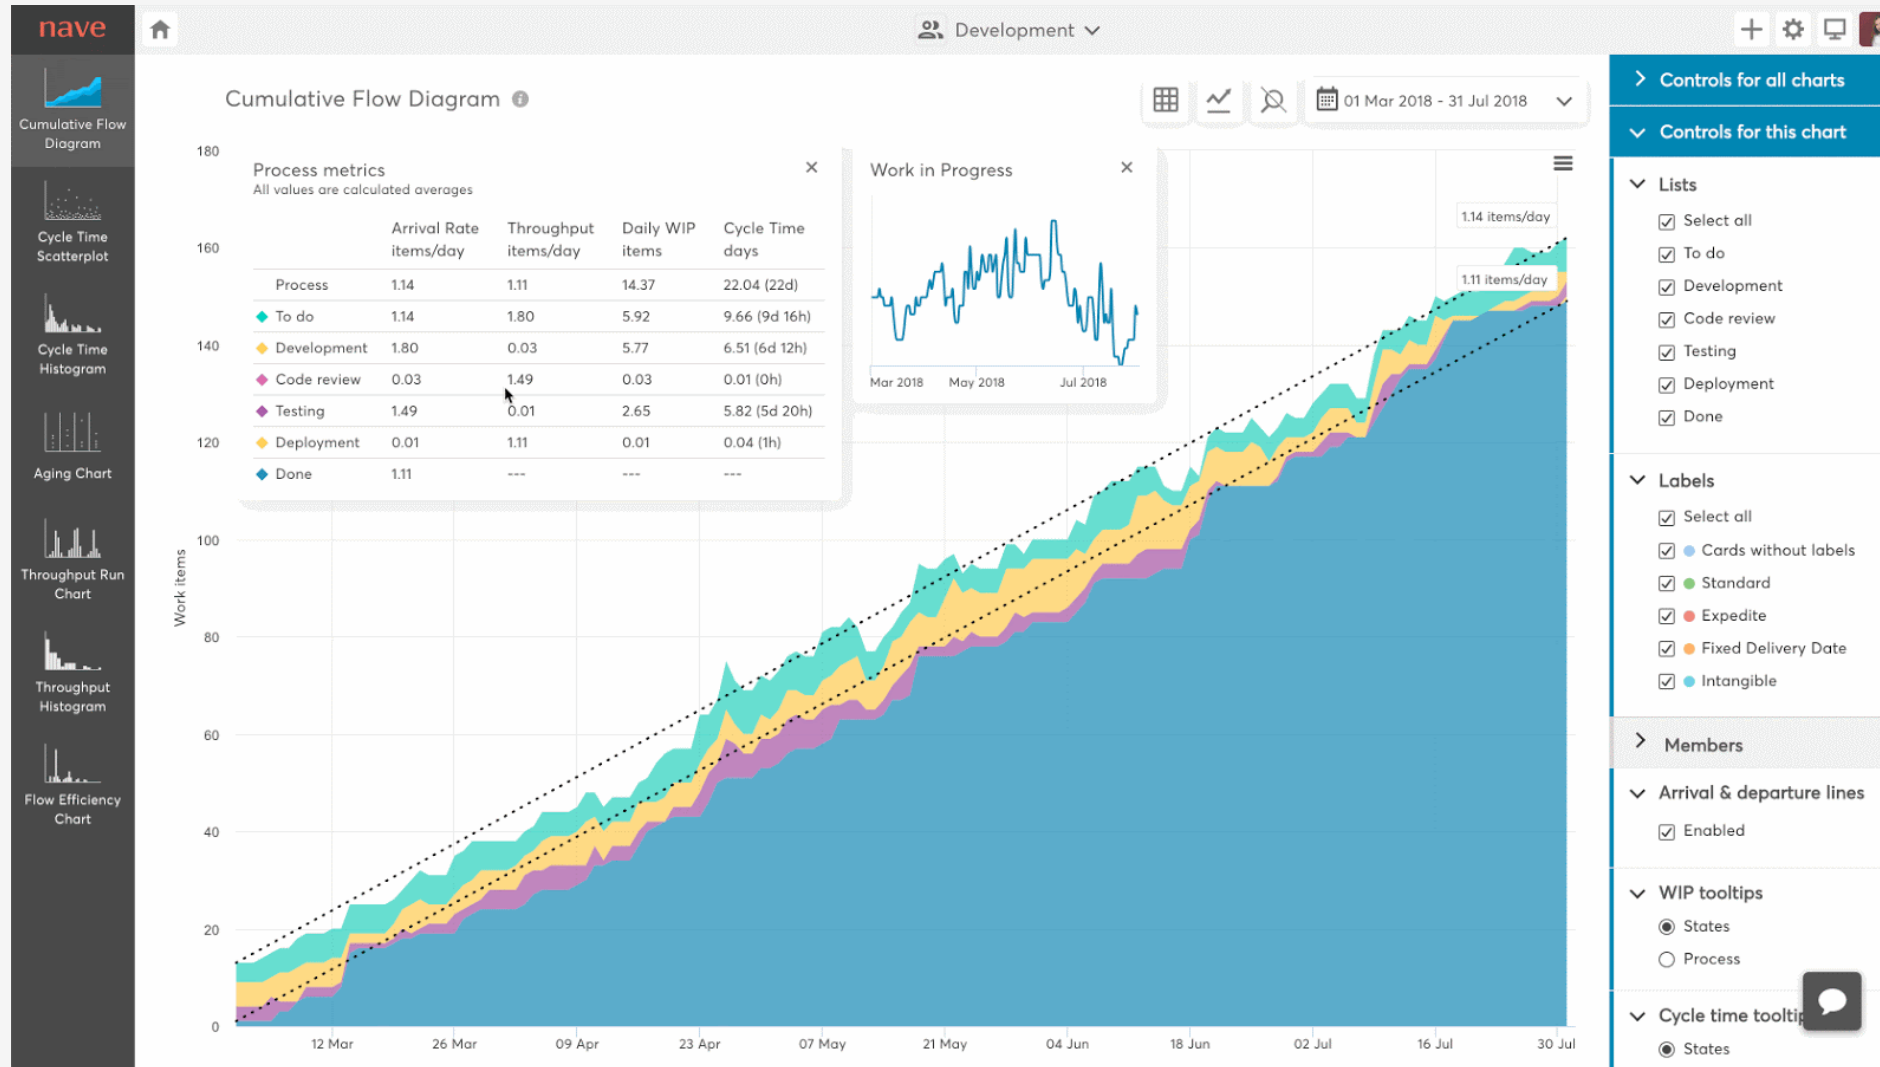 nave
Development
Cumulative Flow
Diagram
Cycle Time
Scatterplot
Cycle Time
Histogram
Aging Chart
Throughput Run
Chart
Throughput
Histogram
Flow Efficiency
Chart
Cumulative Flow Diagram
01 Mar 2018 - 31 Jul 2018
Process metrics
All values are calculated averages
Arrival Rate items/day Throughput items/day Daily WIP items Cycle Time days
Process 1.14 1.11 14.37 22.04 (22d)
To do 1.14 1.80 5.92 9.66 (9d 16h)
Development 1.80 0.03 5.77 6.51 (6d 12h)
Code review 0.03 1.49 0.03 0.01 (0h)
Testing 1.49 0.01 2.65 5.82 (5d 20h)
Deployment 0.01 1.11 0.01 0.04 (1h)
Done 1.11 --- --- ---
Work in Progress
Mar 2018 May 2018 Jul 2018
1.14 items/day
1.11 items/day
Work items
180
160
140
120
100
80
60
40
20
0
12 Mar 26 Mar 09 Apr 23 Apr 07 May 21 May 04 Jun 18 Jun 02 Jul 16 Jul 30 Jul
Controls for all charts
Controls for this chart
Lists
Select all
To do
Development
Code review
Testing
Deployment
Done
Labels
Select all
Cards without labels
Standard
Expedite
Fixed Delivery Date
Intangible
Members
Arrival & departure lines
Enabled
WIP tooltips
States
Process
Cycle time
States